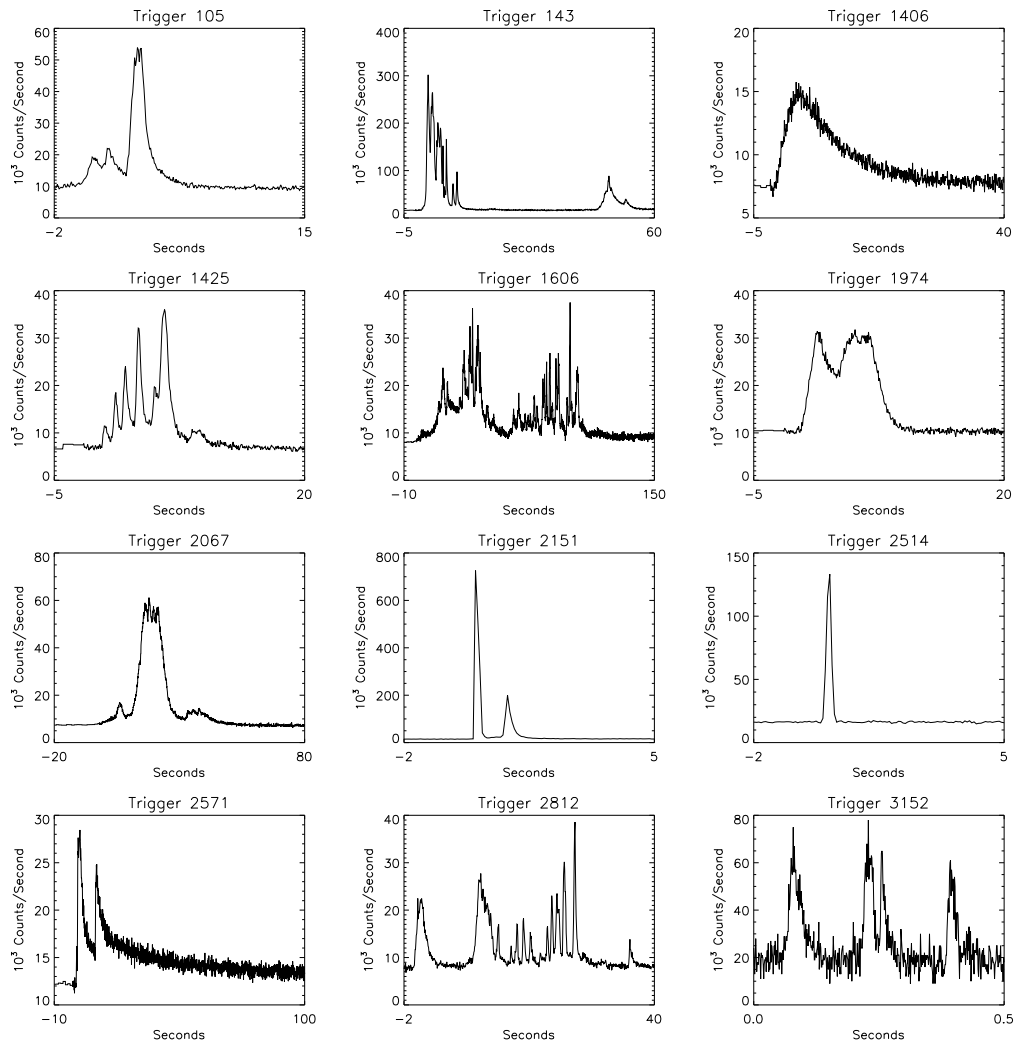 Trigger 105
60
50
40
30
20
10
0
10³ Counts/Second
-2
15
Seconds
Trigger 143
400
300
200
100
0
10³ Counts/Second
-5
60
Seconds
Trigger 1406
20
15
10
5
10³ Counts/Second
-5
40
Seconds
Trigger 1425
40
30
20
10
0
10³ Counts/Second
-5
20
Seconds
Trigger 1606
40
30
20
10
0
10³ Counts/Second
-10
150
Seconds
Trigger 1974
40
30
20
10
0
10³ Counts/Second
-5
20
Seconds
Trigger 2067
80
60
40
20
0
10³ Counts/Second
-20
80
Seconds
Trigger 2151
800
600
400
200
0
10³ Counts/Second
-2
5
Seconds
Trigger 2514
150
100
50
0
10³ Counts/Second
-2
5
Seconds
Trigger 2571
30
25
20
15
10
10³ Counts/Second
-10
100
Seconds
Trigger 2812
40
30
20
10
0
10³ Counts/Second
-2
40
Seconds
Trigger 3152
80
60
40
20
0
10³ Counts/Second
0.0
0.5
Seconds